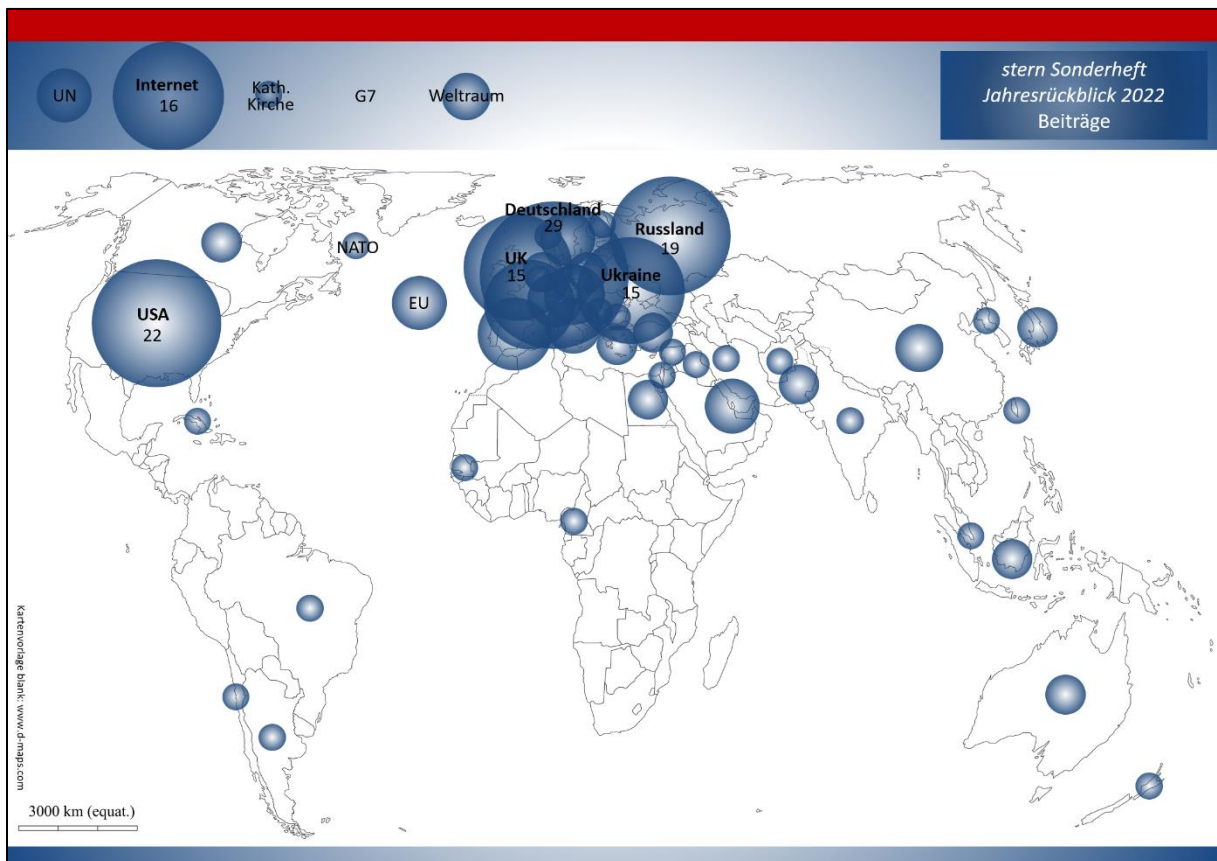 UN
Internet
16
Kath.
Kirche
G7
Weltraum
stern Sonderheft
Jahresrückblick 2022
Beiträge
Deutschland
29
Russland
19
NATO
UK
15
Ukraine
15
EU
USA
22
Kartenvorlage blank: www.d-maps.com
3000 km (equat.)